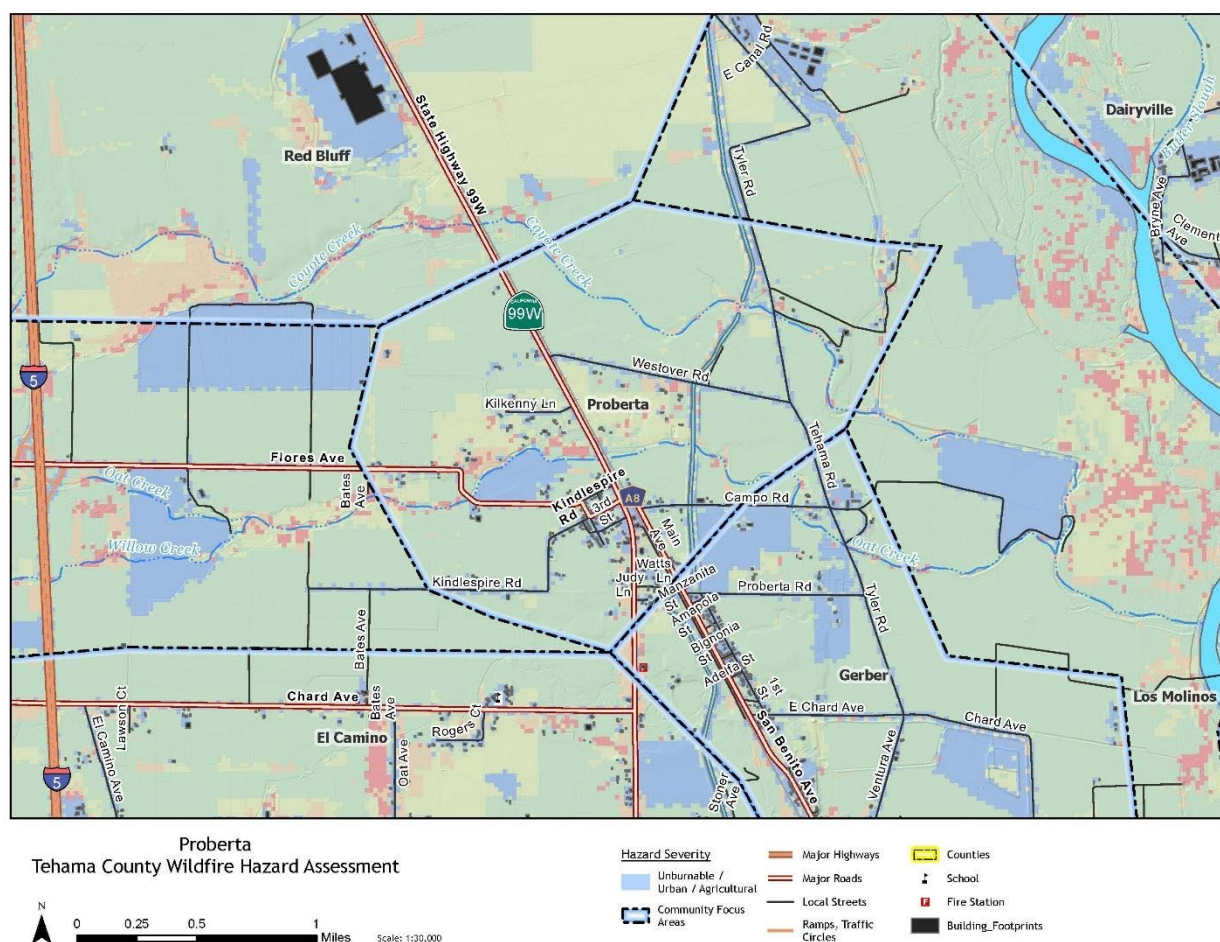 E Canal Rd
Dairyville
Butler Slough
State Highway 99W
Red Bluff
Tyler Rd
Bryne Ave
Clement
Ave
Coyote Creek
Coyote Creek
CALIFORNIA
99W
5
Westover Rd
Kilkenny Ln
Proberta
Flores Ave
Tehama Rd
Oat Creek
Bates
Ave
Kindlespire
Rd
3rd
St
A8
Campo Rd
Main
Ave
Oat Creek
Willow Creek
Watts
Ln
Judy
Ln
Kindlespire Rd
Manzanita
St
Proberta Rd
Amapola
St
Tyler Rd
Bates Ave
Bignonia
St
Adelfa St
Gerber
1st
St
Los Molinos
Chard Ave
Lawson Ct
Bates
Ave
Rogers Ct
El Camino
E Chard Ave
Chard Ave
El Camino Ave
Oat Ave
San Benito Ave
Ventura Ave
Stoner
Ave
5
Proberta
Tehama County Wildfire Hazard Assessment
N
0 0.25 0.5 1
Miles
Scale: 1:30,000
Hazard Severity
Unburnable /
Urban / Agricultural
Community Focus
Areas
Major Highways
Major Roads
Local Streets
Ramps, Traffic
Circles
Counties
School
F
Fire Station
Building_Footprints